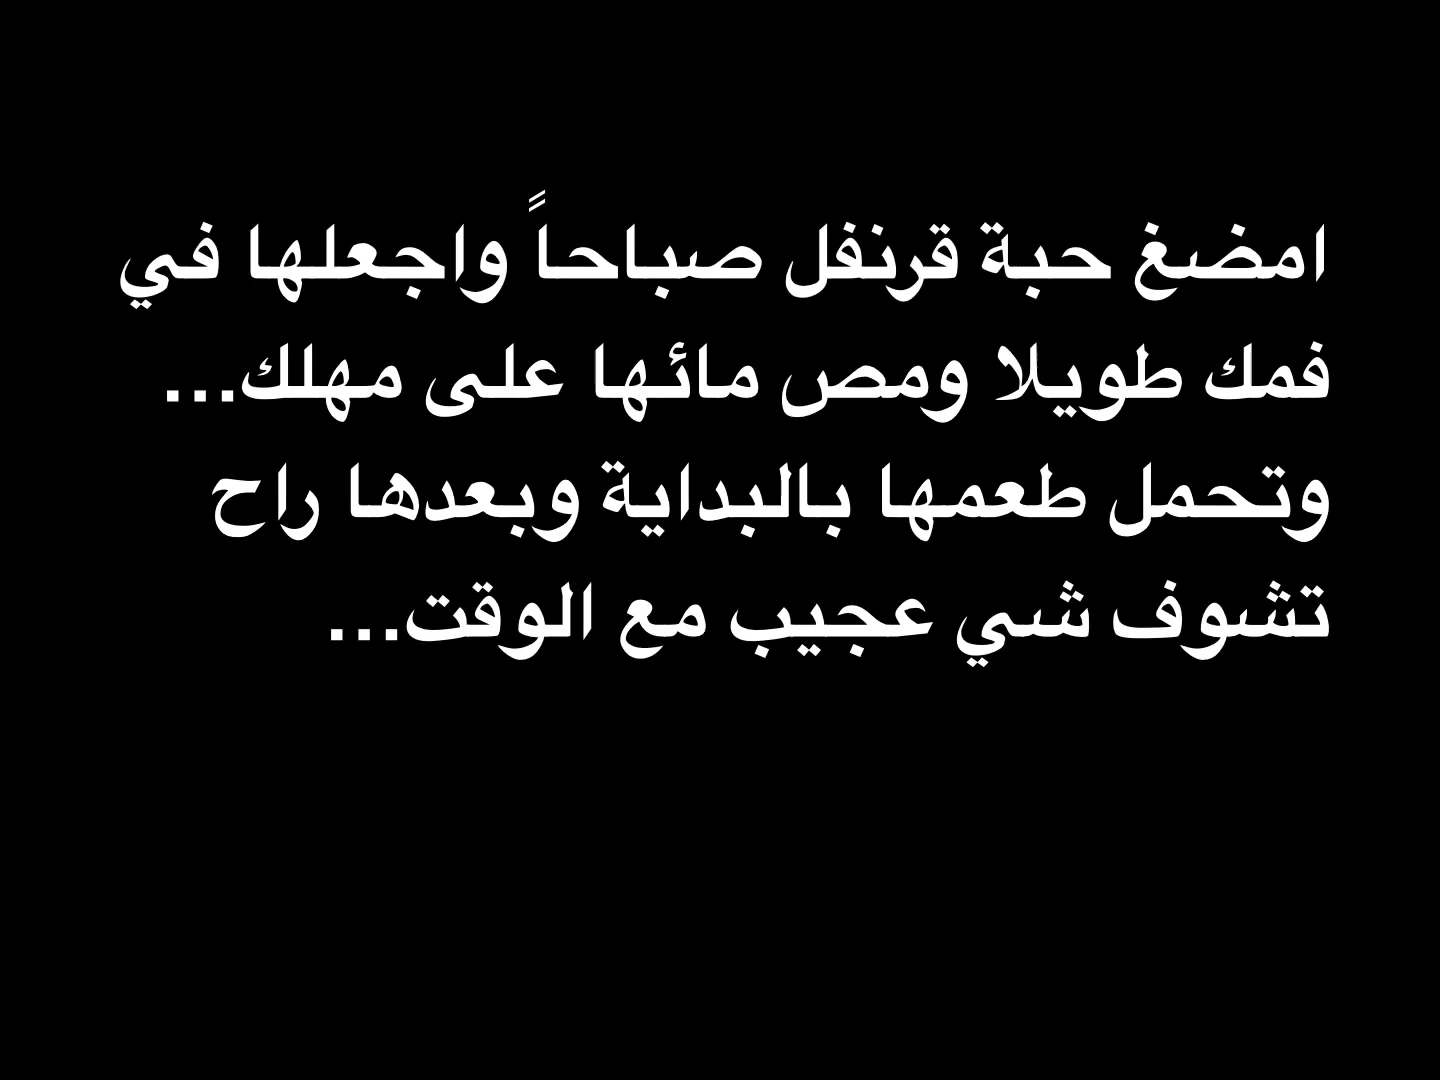 امضغ حبة قرنفل صباحاً واجعلها في
فمك طويلا ومص مائها على مهلك...
وتحمل طعمها بالبداية وبعدها راح
تشوف شي عجيب مع الوقت...